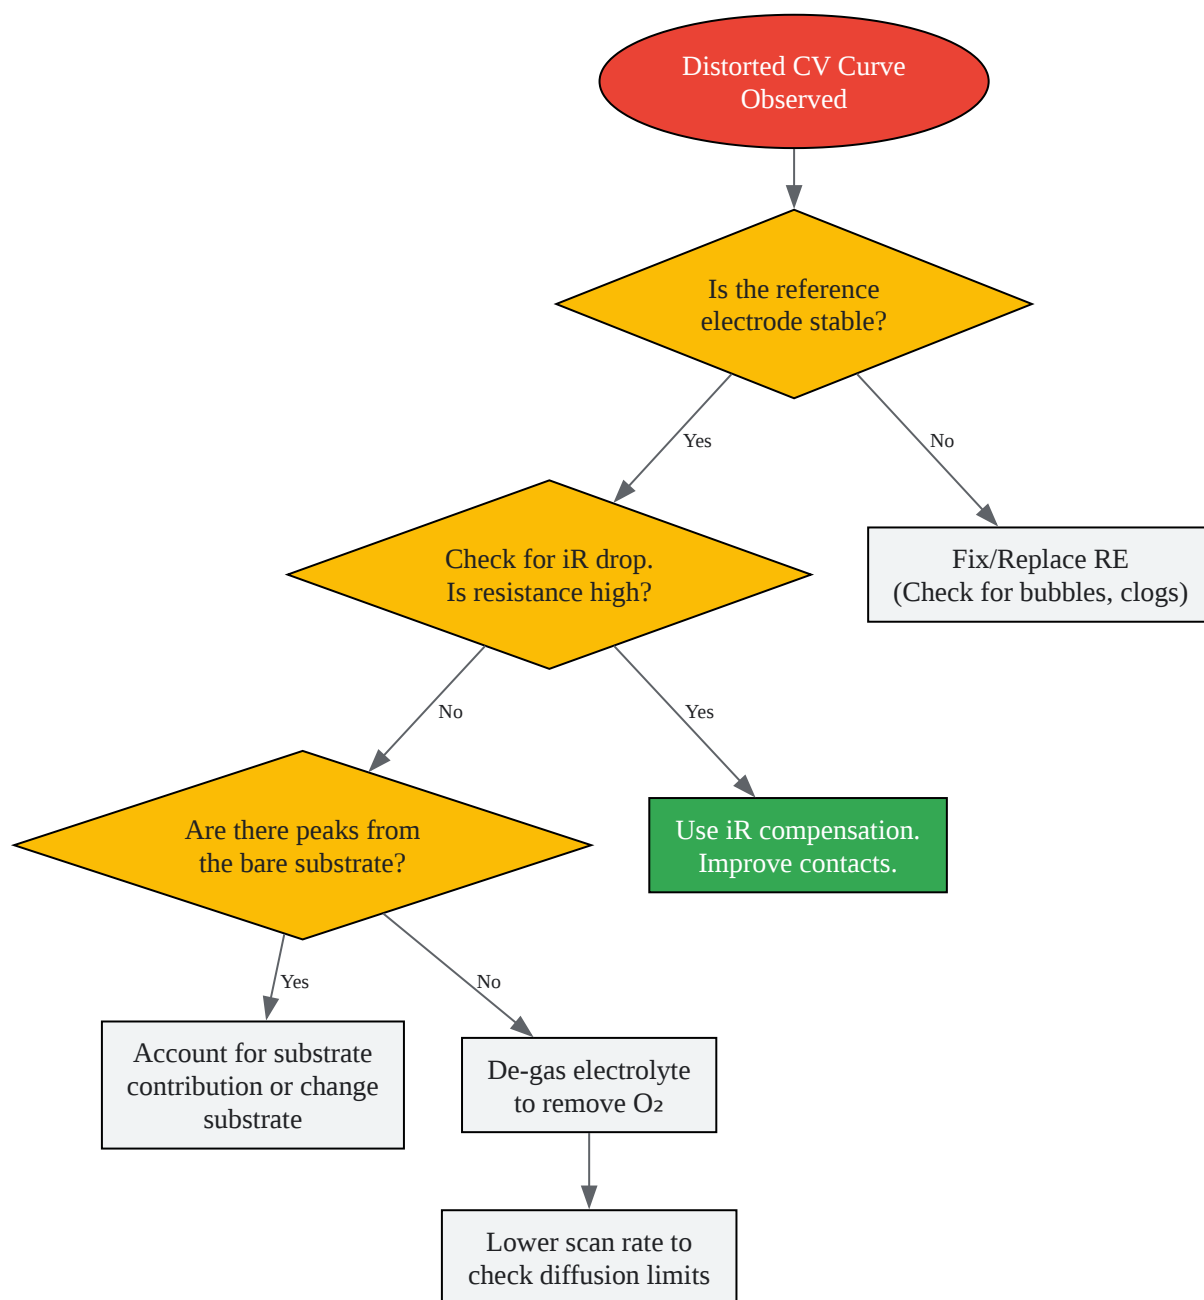 Distorted CV Curve
Observed
Is the reference
electrode stable?
Yes
No
Check for iR drop.
Is resistance high?
Fix/Replace RE
(Check for bubbles, clogs)
No
Yes
Are there peaks from
the bare substrate?
Use iR compensation.
Improve contacts.
Yes
No
Account for substrate
contribution or change
substrate
De-gas electrolyte
to remove O₂
Lower scan rate to
check diffusion limits